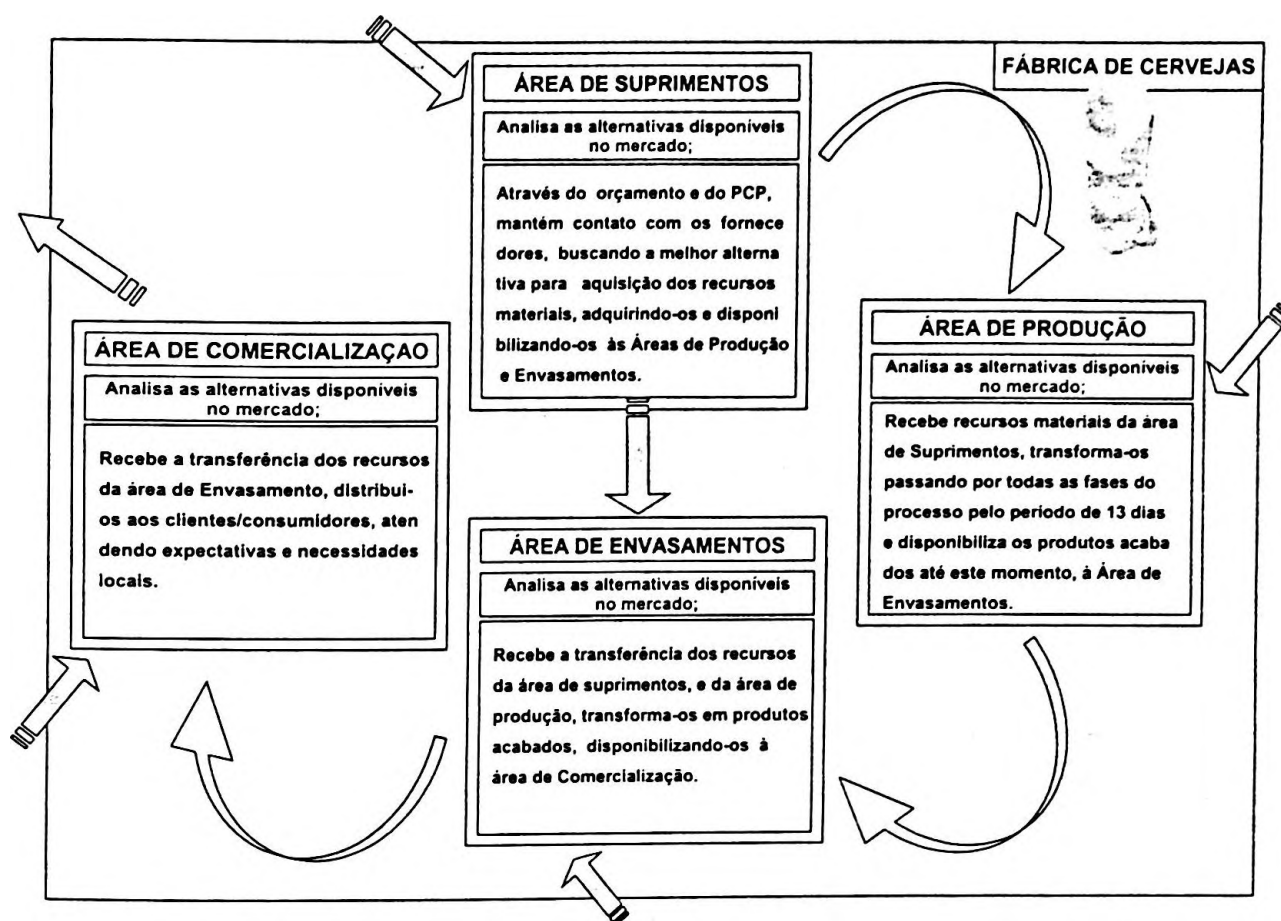 FÁBRICA DE CERVEJAS
ÁREA DE SUPRIMENTOS
Analisa as alternativas disponíveis
no mercado;
Através do orçamento e do PCP,
mantém contato com os fornece
dores, buscando a melhor alterna
tiva para aquisição dos recursos
materiais, adquirindo-os e disponi
bilizando-os às Áreas de Produção
e Envasamentos.
ÁREA DE PRODUÇÃO
Analisa as alternativas disponíveis
no mercado;
Recebe recursos materiais da área
de Suprimentos, transforma-os
passando por todas as fases do
processo pelo período de 13 dias
e disponibiliza os produtos acaba
dos até este momento, à Área de
Envasamentos.
ÁREA DE COMERCIALIZAÇAO
Analisa as alternativas disponíveis
no mercado;
Recebe a transferência dos recursos
da área de Envasamento, distribui-
os aos clientes/consumidores, aten
dendo expectativas e necessidades
locais.
ÁREA DE ENVASAMENTOS
Analisa as alternativas disponíveis
no mercado;
Recebe a transferência dos recursos
da área de suprimentos, e da área de
produção, transforma-os em produtos
acabados, disponibilizando-os à
área de Comercialização.